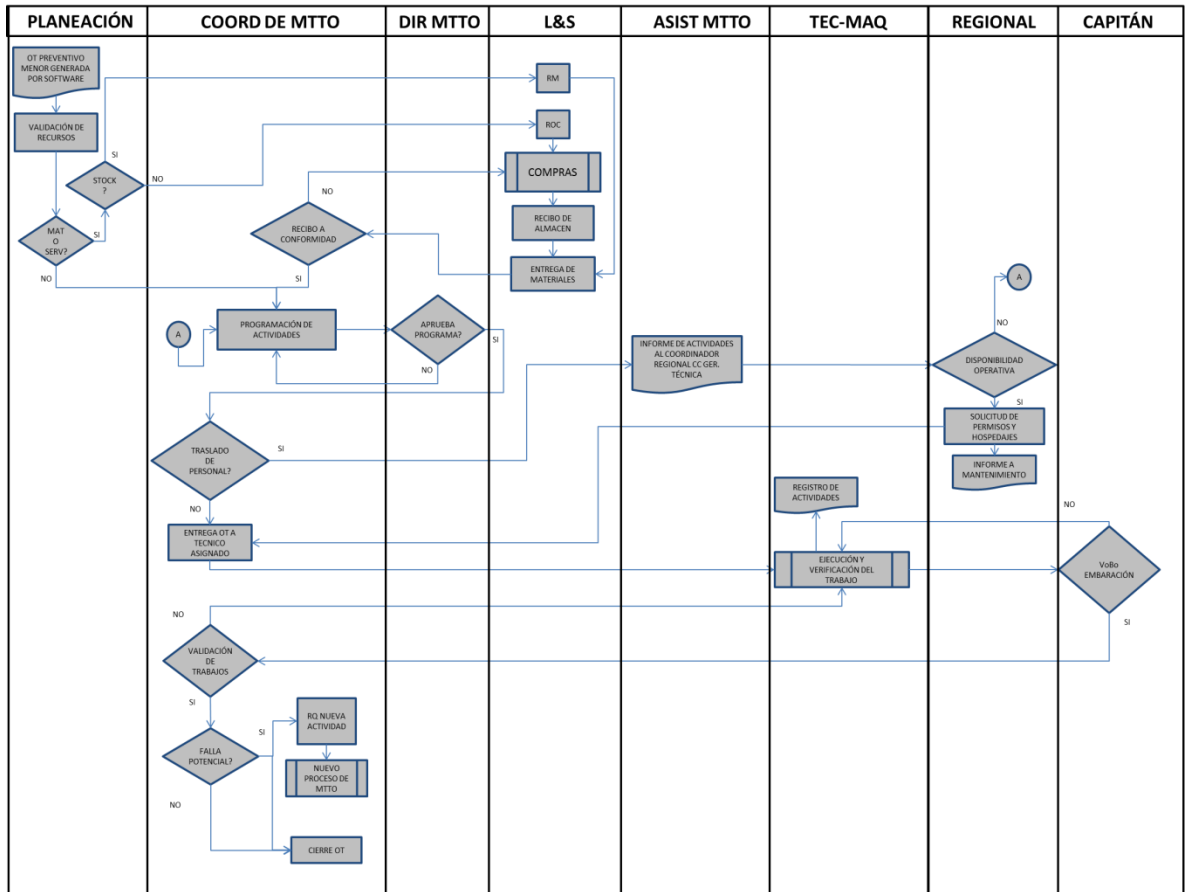 PLANEACIÓN
COORD DE MTTO
DIR MTTO
L&S
ASIST MTTO
TEC-MAQ
REGIONAL
CAPITÁN
OT PREVENTIVO
MENOR GENERADA
POR SOFTWARE
VALIDACIÓN DE
RECURSOS
SI
STOCK
?
NO
MAT
O
SERV?
SI
NO
RM
ROC
COMPRAS
RECIBO DE
ALMACEN
ENTREGA DE
MATERIALES
NO
RECIBO A
CONFORMIDAD
SI
A
PROGRAMACIÓN DE
ACTIVIDADES
APRUEBA
PROGRAMA?
SI
NO
INFORME DE ACTIVIDADES
AL COORDINADOR
REGIONAL CC GER.
TÉCNICA
A
NO
DISPONIBILIDAD
OPERATIVA
SI
SOLICITUD DE
PERMISOS Y
HOSPEDAJES
INFORME A
MANTENIMIENTO
TRASLADO
DE
PERSONAL?
SI
NO
ENTREGA OT A
TECNICO
ASIGNADO
REGISTRO DE
ACTIVIDADES
EJECUCIÓN Y
VERIFICACIÓN DEL
TRABAJO
NO
VoBo
EMBARACIÓN
SI
NO
VALIDACIÓN
DE
TRABAJOS
SI
FALLA
POTENCIAL?
SI
NO
RQ NUEVA
ACTIVIDAD
NUEVO
PROCESO DE
MTTO
CIERRE OT